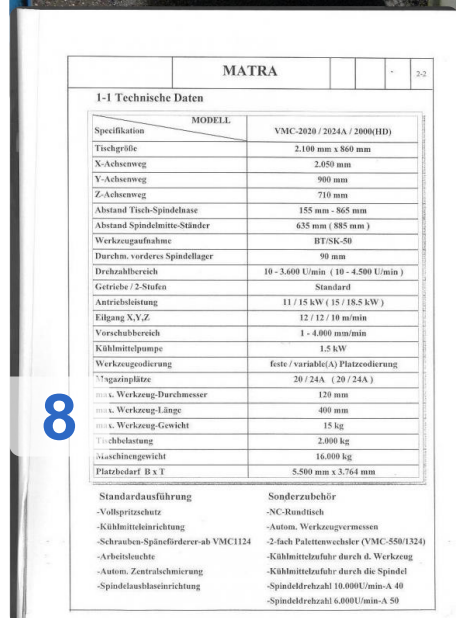 MATRA 2-2
1-1 Technische Daten
MODELL
Specifikation VMC-2020 / 2024A / 2000(HD)
Tischgröße 2.100 mm x 860 mm
X-Achsenweg 2.050 mm
Y-Achsenweg 900 mm
Z-Achsenweg 710 mm
Abstand Tisch-Spindelnase 155 mm - 865 mm
Abstand Spindelmitte-Ständer 635 mm ( 885 mm )
Werkzeugaufnahme BT/SK-50
Durchm. vorderes Spindellager 90 mm
Drehzahlbereich 10 - 3.600 U/min ( 10 - 4.500 U/min )
Getriebe / 2-Stufen Standard
Antriebsleistung 11 / 15 kW ( 15 / 18.5 kW )
Eilgang X,Y,Z 12 / 12 / 10 m/min
Vorschubbereich 1 - 4.000 mm/min
Kühlmittelpumpe 1.5 kW
Werkzeugcodierung feste / variable(A) Platzcodierung
Magazinplätze 20 / 24A ( 20 / 24A )
max. Werkzeug-Durchmesser 120 mm
max. Werkzeug-Länge 400 mm
max. Werkzeug-Gewicht 15 kg
Tischbelastung 2.000 kg
Maschinengewicht 16.000 kg
Platzbedarf B x T 5.500 mm x 3.764 mm
8
Standardausführung
-Vollspritzschutz
-Kühlmitteleinrichtung
-Schrauben-Späneförderer-ab VMC1124
-Arbeitsleuchte
-Autom. Zentralschmierung
-Spindelausblaseinrichtung
Sonderzubehör
-NC-Rundtisch
-Autom. Werkzeugvermessen
-2-fach Palettenwechsler (VMC-550/1324)
-Kühlmittelzufuhr durch d. Werkzeug
-Kühlmittelzufuhr durch die Spindel
-Spindeldrehzahl 10.000U/min-A 40
-Spindeldrehzahl 6.000U/min-A 50